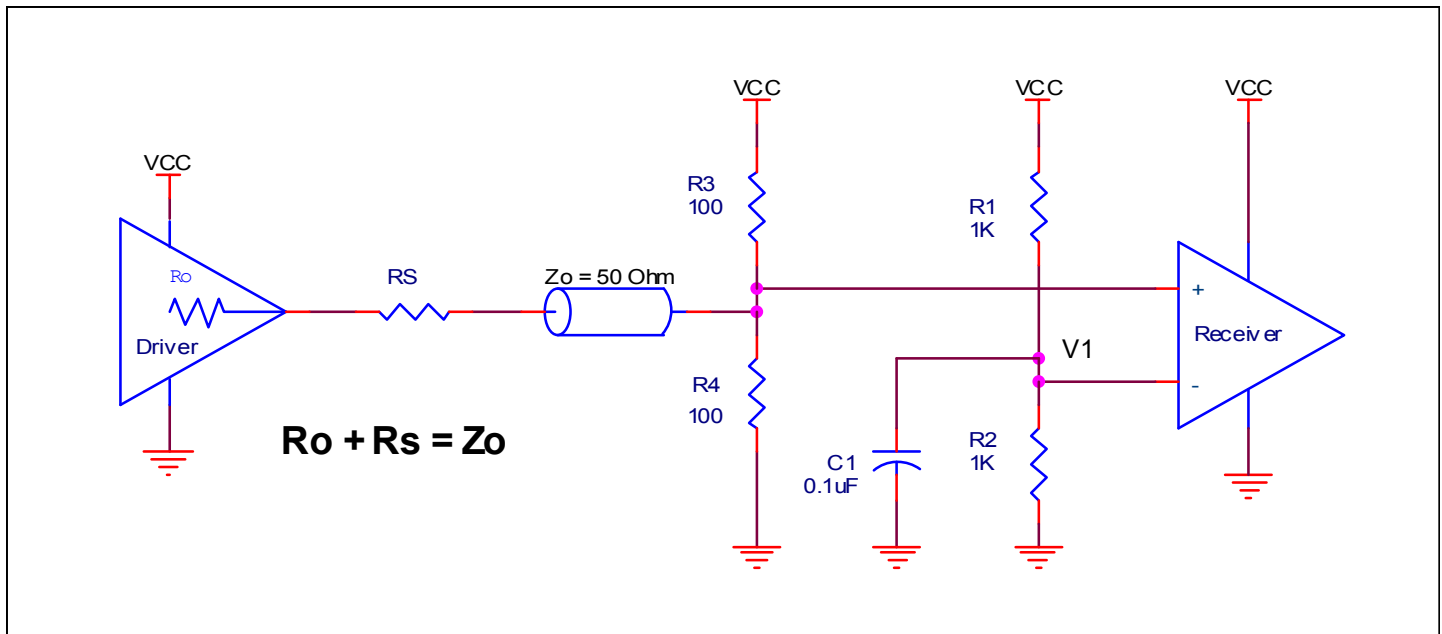 VCC
VCC
VCC
VCC
R3
100
R1
1K
Ro
RS
Zo = 50 Ohm
+
Driver
Receiver
V1
-
R4
100
Ro + Rs = Zo
C1
0.1uF
R2
1K